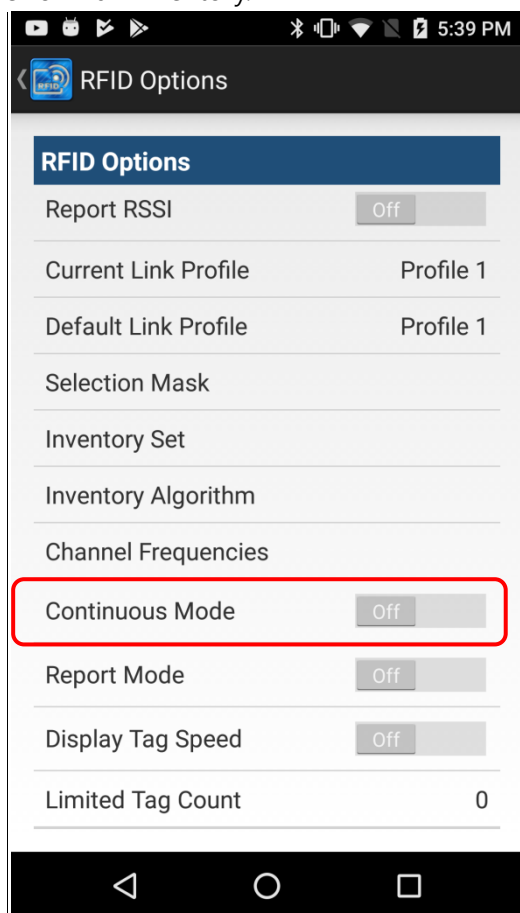 5:39 PM
RFID RFID Options
RFID Options
Report RSSI Off
Current Link Profile Profile 1
Default Link Profile Profile 1
Selection Mask
Inventory Set
Inventory Algorithm
Channel Frequencies
Continuous Mode Off
Report Mode Off
Display Tag Speed Off
Limited Tag Count 0